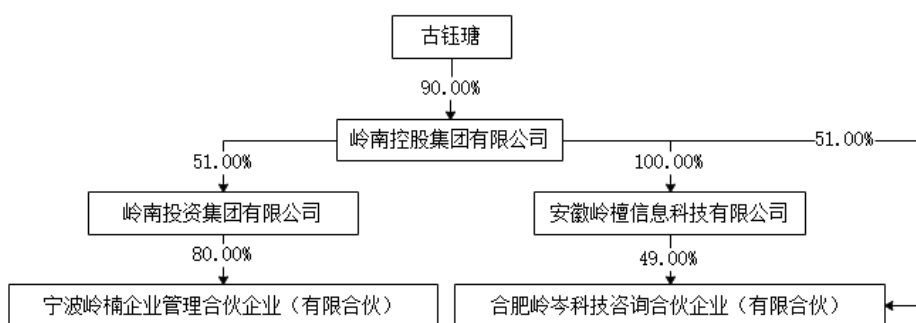 古钰瑭
90.00%
岭南控股集团有限公司
51.00%
51.00%
100.00%
岭南投资集团有限公司
安徽岭檀信息科技有限公司
80.00%
49.00%
宁波岭楠企业管理合伙企业（有限合伙）
合肥岭岑科技咨询合伙企业（有限合伙）